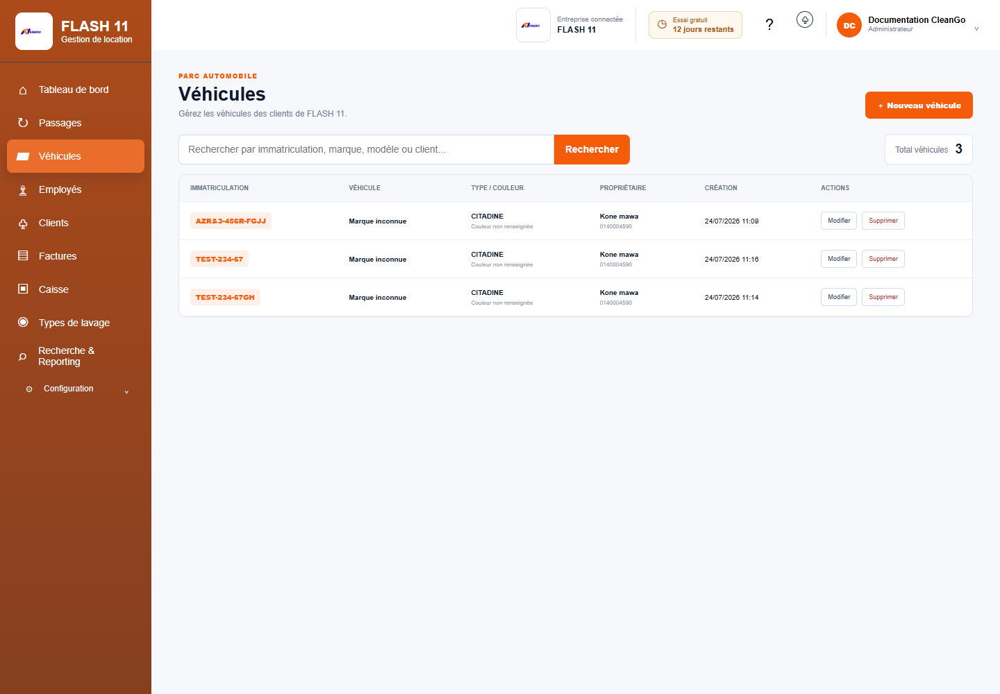 FLASH 11
Gestion de location
Tableau de bord
Passages
Véhicules
Employés
Clients
Factures
Caisse
Types de lavage
Recherche &
Reporting
Configuration
Entreprise connectée
FLASH 11
Essai gratuit
12 jours restants
?
DC
Documentation CleanGo
Administrateur
PARC AUTOMOBILE
Véhicules
Gérez les véhicules des clients de FLASH 11.
+ Nouveau véhicule
Rechercher par immatriculation, marque, modèle ou client...
Rechercher
Total véhicules 3
IMMATRICULATION VÉHICULE TYPE / COULEUR PROPRIÉTAIRE CRÉATION ACTIONS
AZR&3-456R-FGJJ Marque inconnue CITADINE Kone mawa 24/07/2026 11:09 Modifier Supprimer
Couleur non renseignée 0140004590
TEST-234-67 Marque inconnue CITADINE Kone mawa 24/07/2026 11:16 Modifier Supprimer
Couleur non renseignée 0140004590
TEST-234-67GH Marque inconnue CITADINE Kone mawa 24/07/2026 11:14 Modifier Supprimer
Couleur non renseignée 0140004590